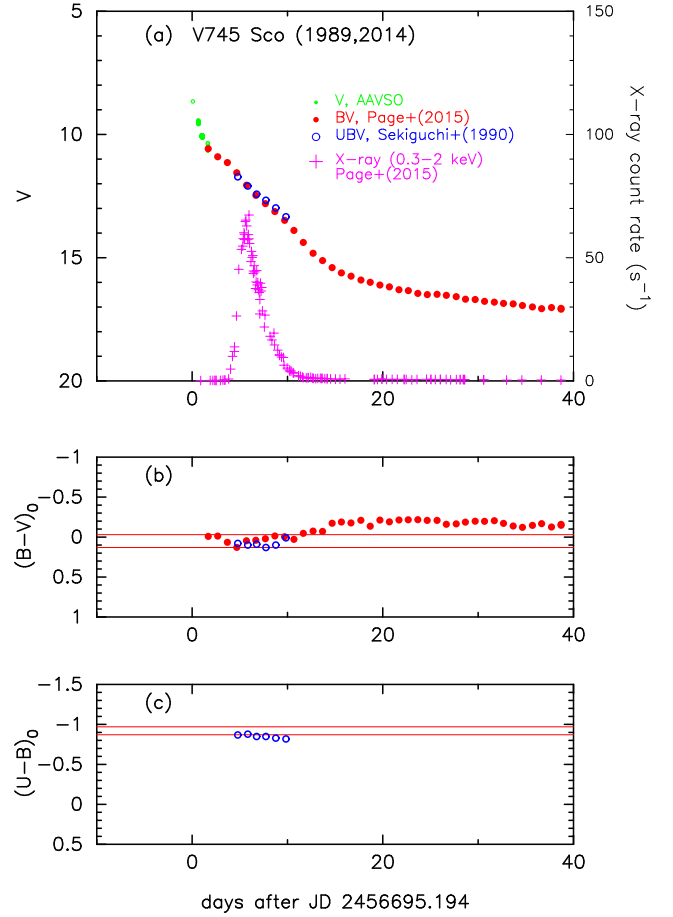 5
10
15
20
V
(a) V745 Sco (1989,2014)
V, AAVSO
BV, Page+(2015)
UBV, Sekiguchi+(1990)
X-ray (0.3-2 keV)
Page+(2015)
150
100
50
0
X-ray count rate (s⁻¹)
0 20 40
(b)
-1
-0.5
0
0.5
1
(B-V)₀
0 20 40
(c)
-1.5
-1
-0.5
0
0.5
(U-B)₀
0 20 40
days after JD 2456695.194